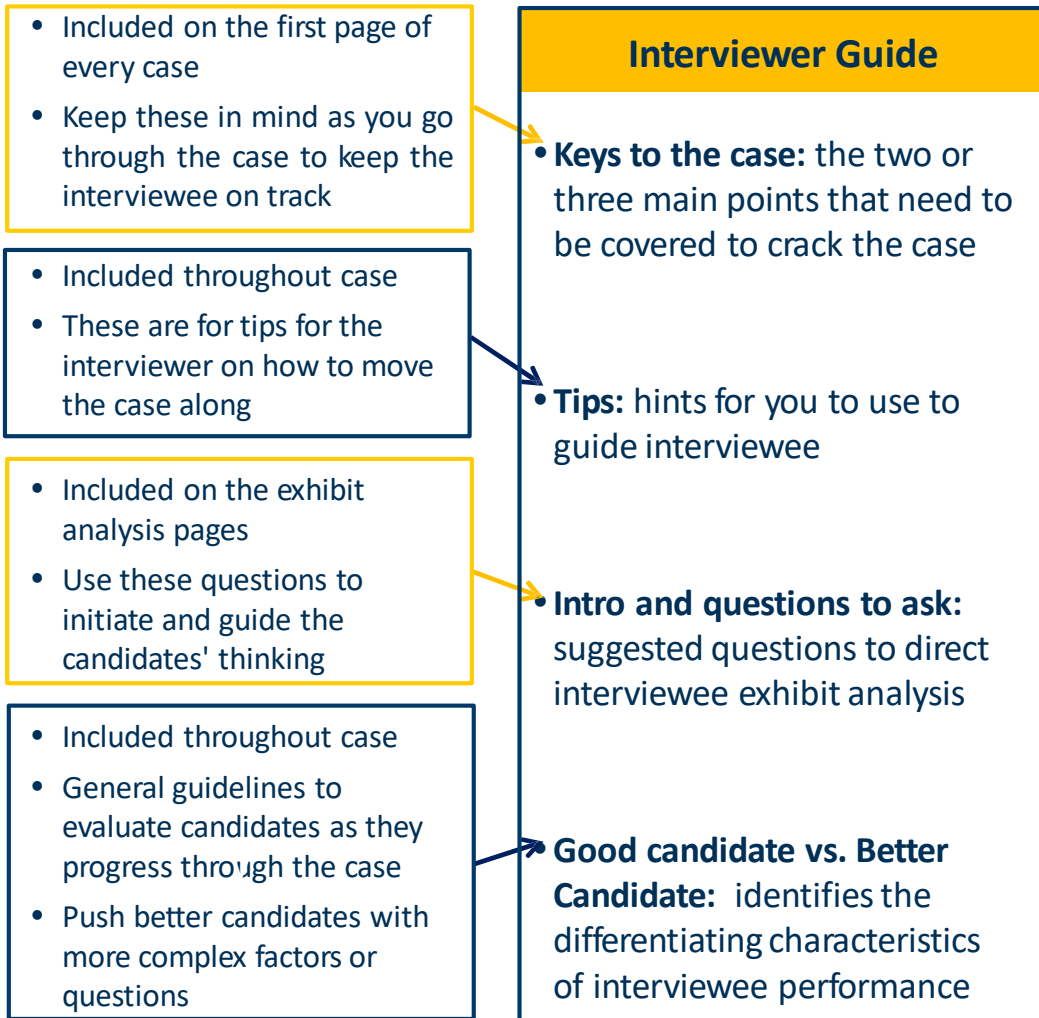 • Included on the first page of
every case
• Keep these in mind as you go
through the case to keep the
interviewee on track
• Included throughout case
• These are for tips for the
interviewer on how to move
the case along
• Included on the exhibit
analysis pages
• Use these questions to
initiate and guide the
candidates' thinking
• Included throughout case
• General guidelines to
evaluate candidates as they
progress through the case
• Push better candidates with
more complex factors or
questions
Interviewer Guide
• Keys to the case: the two or
three main points that need to
be covered to crack the case
• Tips: hints for you to use to
guide interviewee
• Intro and questions to ask:
suggested questions to direct
interviewee exhibit analysis
• Good candidate vs. Better
Candidate: identifies the
differentiating characteristics
of interviewee performance